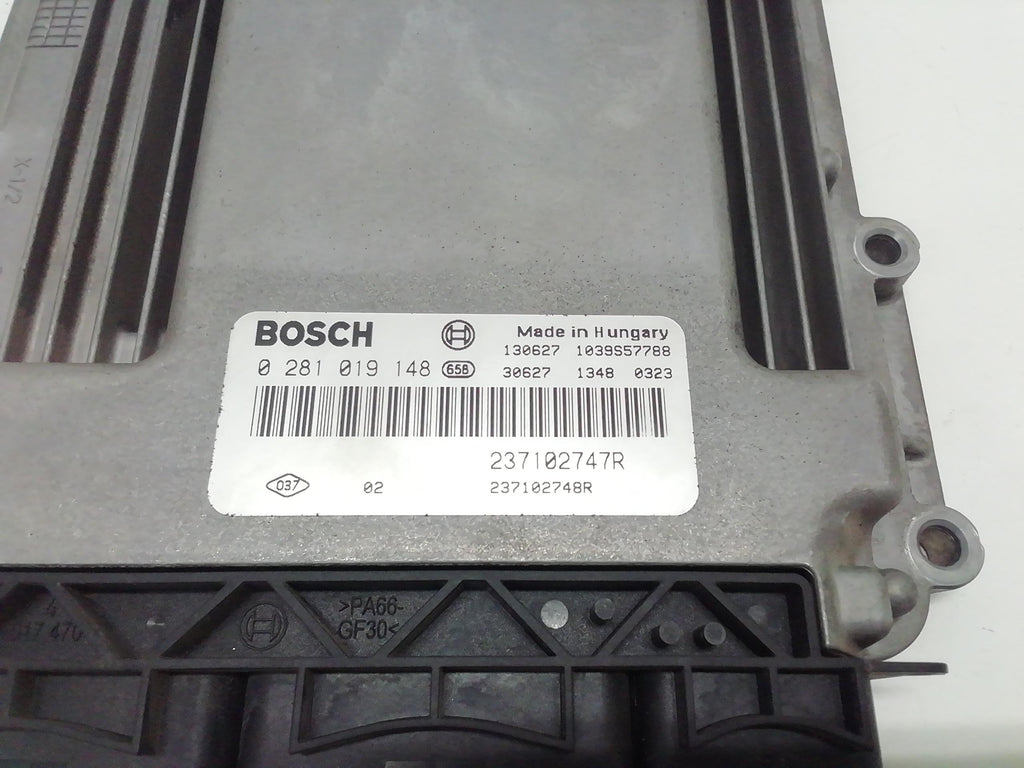 X-1/2
BOSCH
Made in Hungary
130627 1039S57788
0 281 019 148 658
30627 1348 0323
237102747R
037 02 237102748R
>PA66-
GF30<